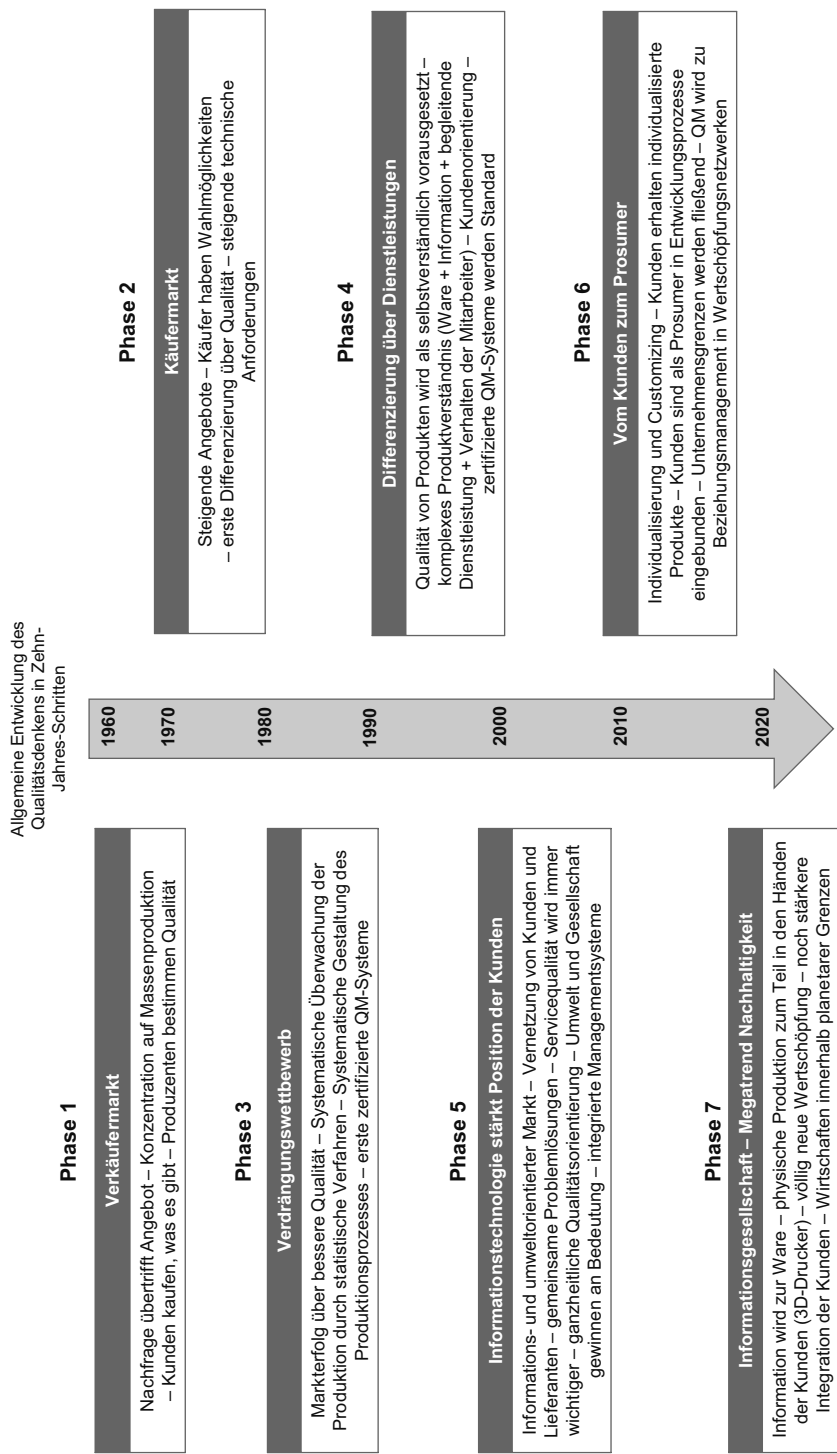 Allgemeine Entwicklung des
Qualitätsdenkens in Zehn-
Jahres-Schritten
1960
1970
1980
1990
2000
2010
2020
Phase 1
Verkäufermarkt
Nachfrage übertrifft Angebot – Konzentration auf Massenproduktion
– Kunden kaufen, was es gibt – Produzenten bestimmen Qualität
Phase 2
Käufermarkt
Steigende Angebote – Käufer haben Wahlmöglichkeiten
– erste Differenzierung über Qualität – steigende technische
Anforderungen
Phase 3
Verdrängungswettbewerb
Markterfolg über bessere Qualität – Systematische Überwachung der
Produktion durch statistische Verfahren – Systematische Gestaltung des
Produktionsprozesses – erste zertifizierte QM-Systeme
Phase 4
Differenzierung über Dienstleistungen
Qualität von Produkten wird als selbstverständlich vorausgesetzt –
komplexes Produktverständnis (Ware + Information + begleitende
Dienstleistung + Verhalten der Mitarbeiter) – Kundenorientierung –
zertifizierte QM-Systeme werden Standard
Phase 5
Informationstechnologie stärkt Position der Kunden
Informations- und umweltorientierter Markt – Vernetzung von Kunden und
Lieferanten – gemeinsame Problemlösungen – Servicequalität wird immer
wichtiger – ganzheitliche Qualitätsorientierung – Umwelt und Gesellschaft
gewinnen an Bedeutung – integrierte Managementsysteme
Phase 6
Vom Kunden zum Prosumer
Individualisierung und Customizing – Kunden erhalten individualisierte
Produkte – Kunden sind als Prosumer in Entwicklungsprozesse
eingebunden – Unternehmensgrenzen werden fließend – QM wird zu
Beziehungsmanagement in Wertschöpfungsnetzwerken
Phase 7
Informationsgesellschaft – Megatrend Nachhaltigkeit
Information wird zur Ware – physische Produktion zum Teil in den Händen
der Kunden (3D-Drucker) – völlig neue Wertschöpfung – noch stärkere
Integration der Kunden – Wirtschaften innerhalb planetarer Grenzen